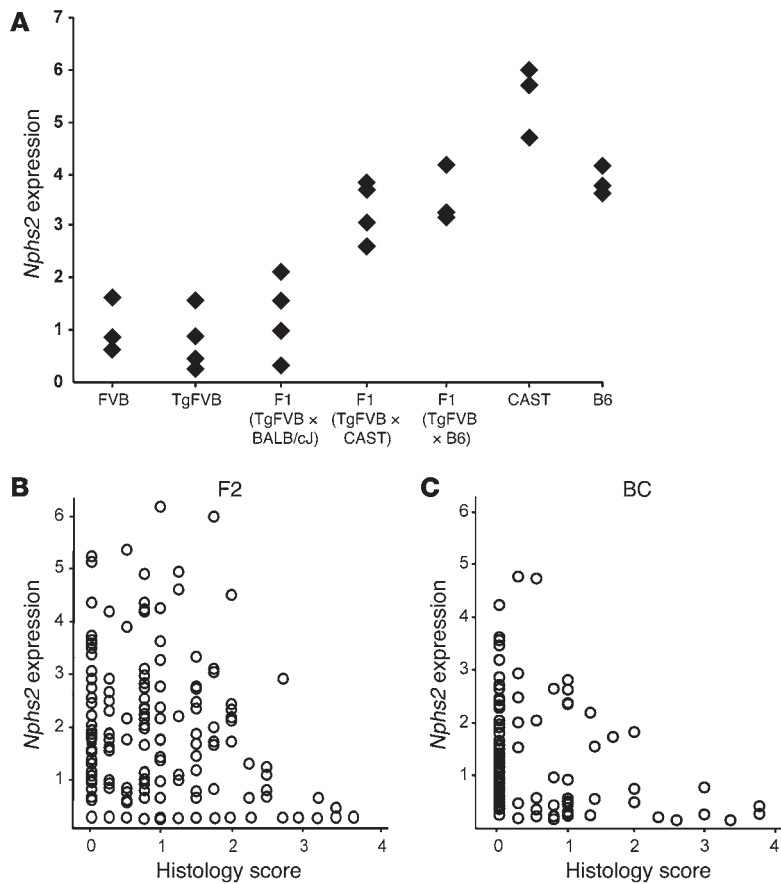 A
7
6
5
4
3
2
1
0
Nphs2 expression
FVB
TgFVB
F1
(TgFVB ×
BALB/cJ)
F1
(TgFVB ×
CAST)
F1
(TgFVB
× B6)
CAST
B6
B
F2
6
5
4
3
2
1
Nphs2 expression
0 1 2 3 4
Histology score
C
BC
6
5
4
3
2
1
Nphs2 expression
0 1 2 3 4
Histology score